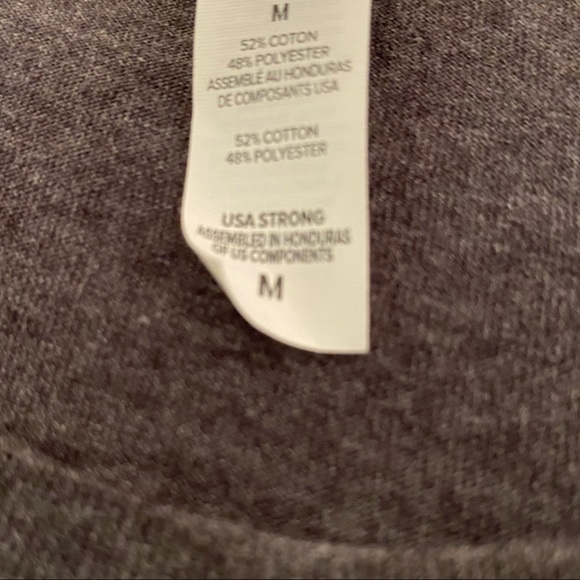 M
52% COTON
48% POLYESTER
ASSEMBLÉ AU HONDURAS
DE COMPOSANTS USA
52% COTTON
48% POLYESTER
USA STRONG
ASSEMBLED IN HONDURAS
OF US COMPONENTS
M